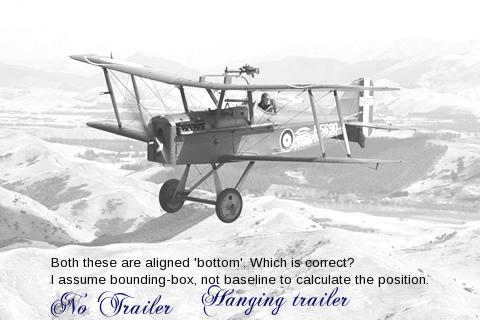 Both these are aligned 'bottom'. Which is correct?
I assume bounding-box, not baseline to calculate the position.
No Trailer Hanging trailer